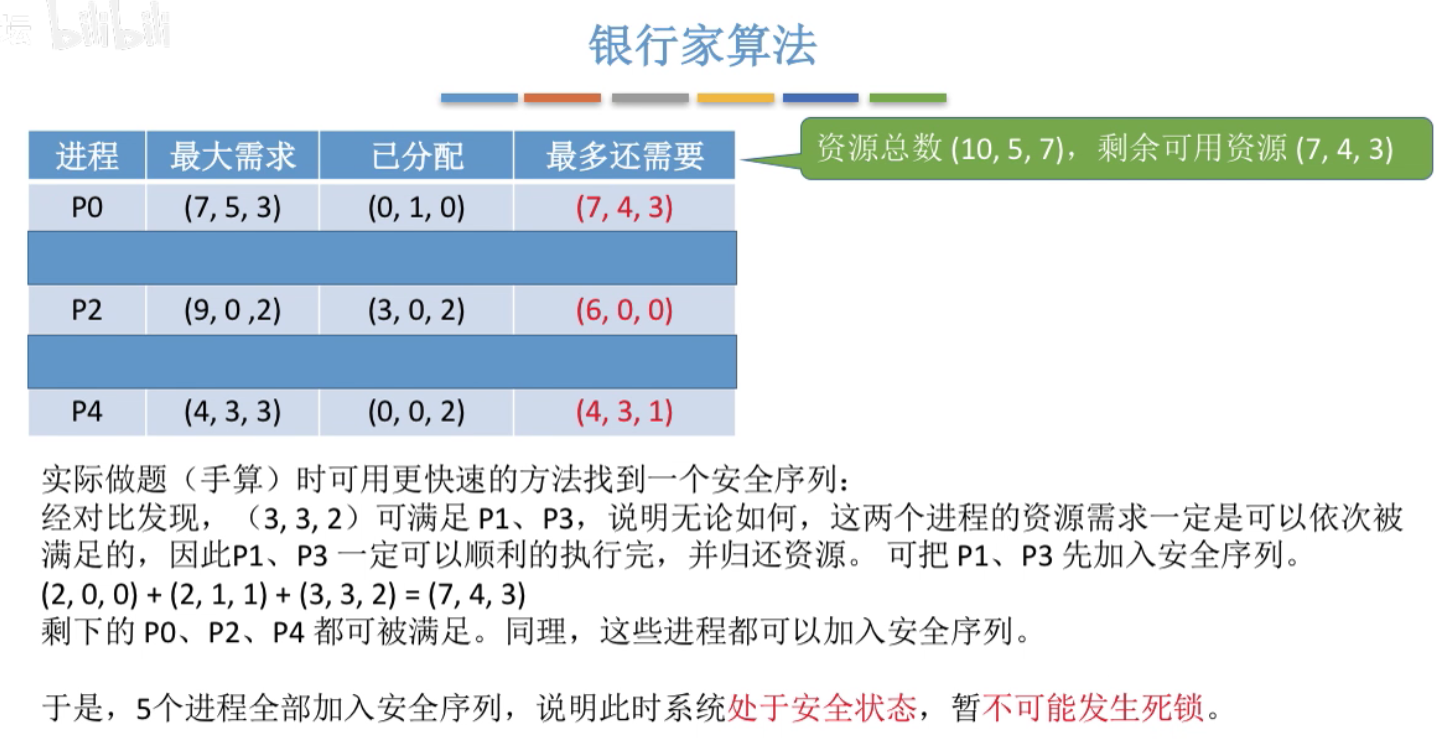 坛 bilibili
银行家算法
资源总数 (10, 5, 7)，剩余可用资源 (7, 4, 3)
进程 最大需求 已分配 最多还需要
P0 (7, 5, 3) (0, 1, 0) (7, 4, 3)
P2 (9, 0 ,2) (3, 0, 2) (6, 0, 0)
P4 (4, 3, 3) (0, 0, 2) (4, 3, 1)
实际做题（手算）时可用更快速的方法找到一个安全序列：
经对比发现，（3, 3, 2）可满足 P1、P3，说明无论如何，这两个进程的资源需求一定是可以依次被
满足的，因此P1、P3 一定可以顺利的执行完，并归还资源。 可把 P1、P3 先加入安全序列。
(2, 0, 0) + (2, 1, 1) + (3, 3, 2) = (7, 4, 3)
剩下的 P0、P2、P4 都可被满足。同理，这些进程都可以加入安全序列。
于是，5个进程全部加入安全序列，说明此时系统处于安全状态，暂不可能发生死锁。